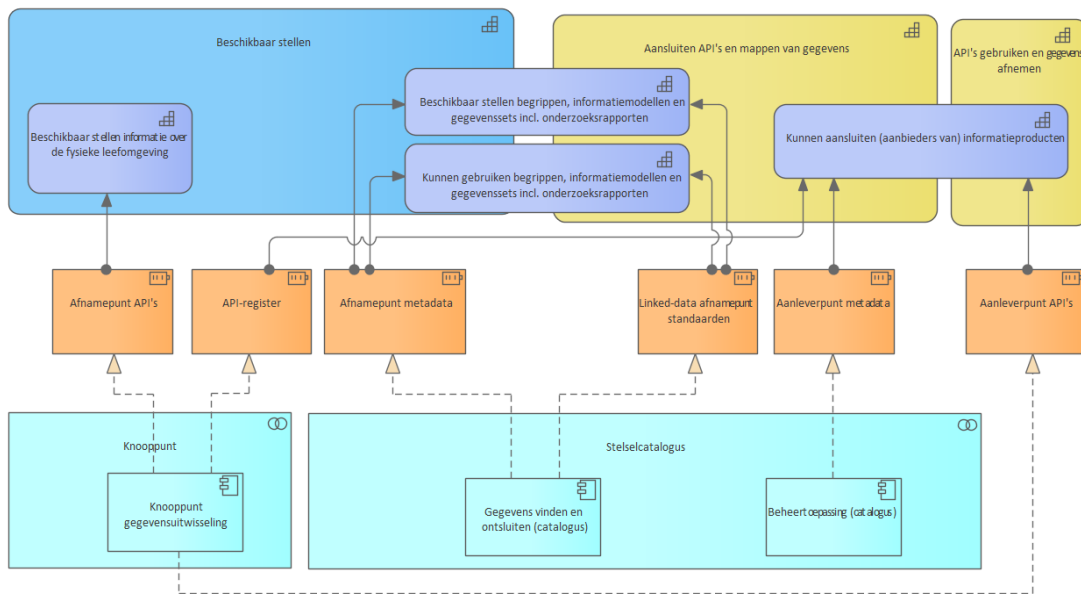 Beschikbaar stellen
Aansluiten API's en mappen van gegevens
API's gebruiken en gegevens
afnemen
Beschikbaar stellen informatie over
de fysieke leefomgeving
Beschikbaar stellen begrippen, informatiemodellen en
gegevenssets incl. onderzoeksrapporten
Kunnen aansluiten (aanbieders van) informatieproducten
Kunnen gebruiken begrippen, informatiemodellen en
gegevenssets incl. onderzoeksrapporten
Afnamepunt API's
API-register
Afnamepunt metadata
Linked-data afnamepunt
standaarden
Aanleverpunt metadata
Aanleverpunt API's
Knooppunt
Knooppunt
gegevensuitwisseling
Stelselcatalogus
Gegevens vinden en
ontsluiten (catalogus)
Beheertoepassing (catalogus)